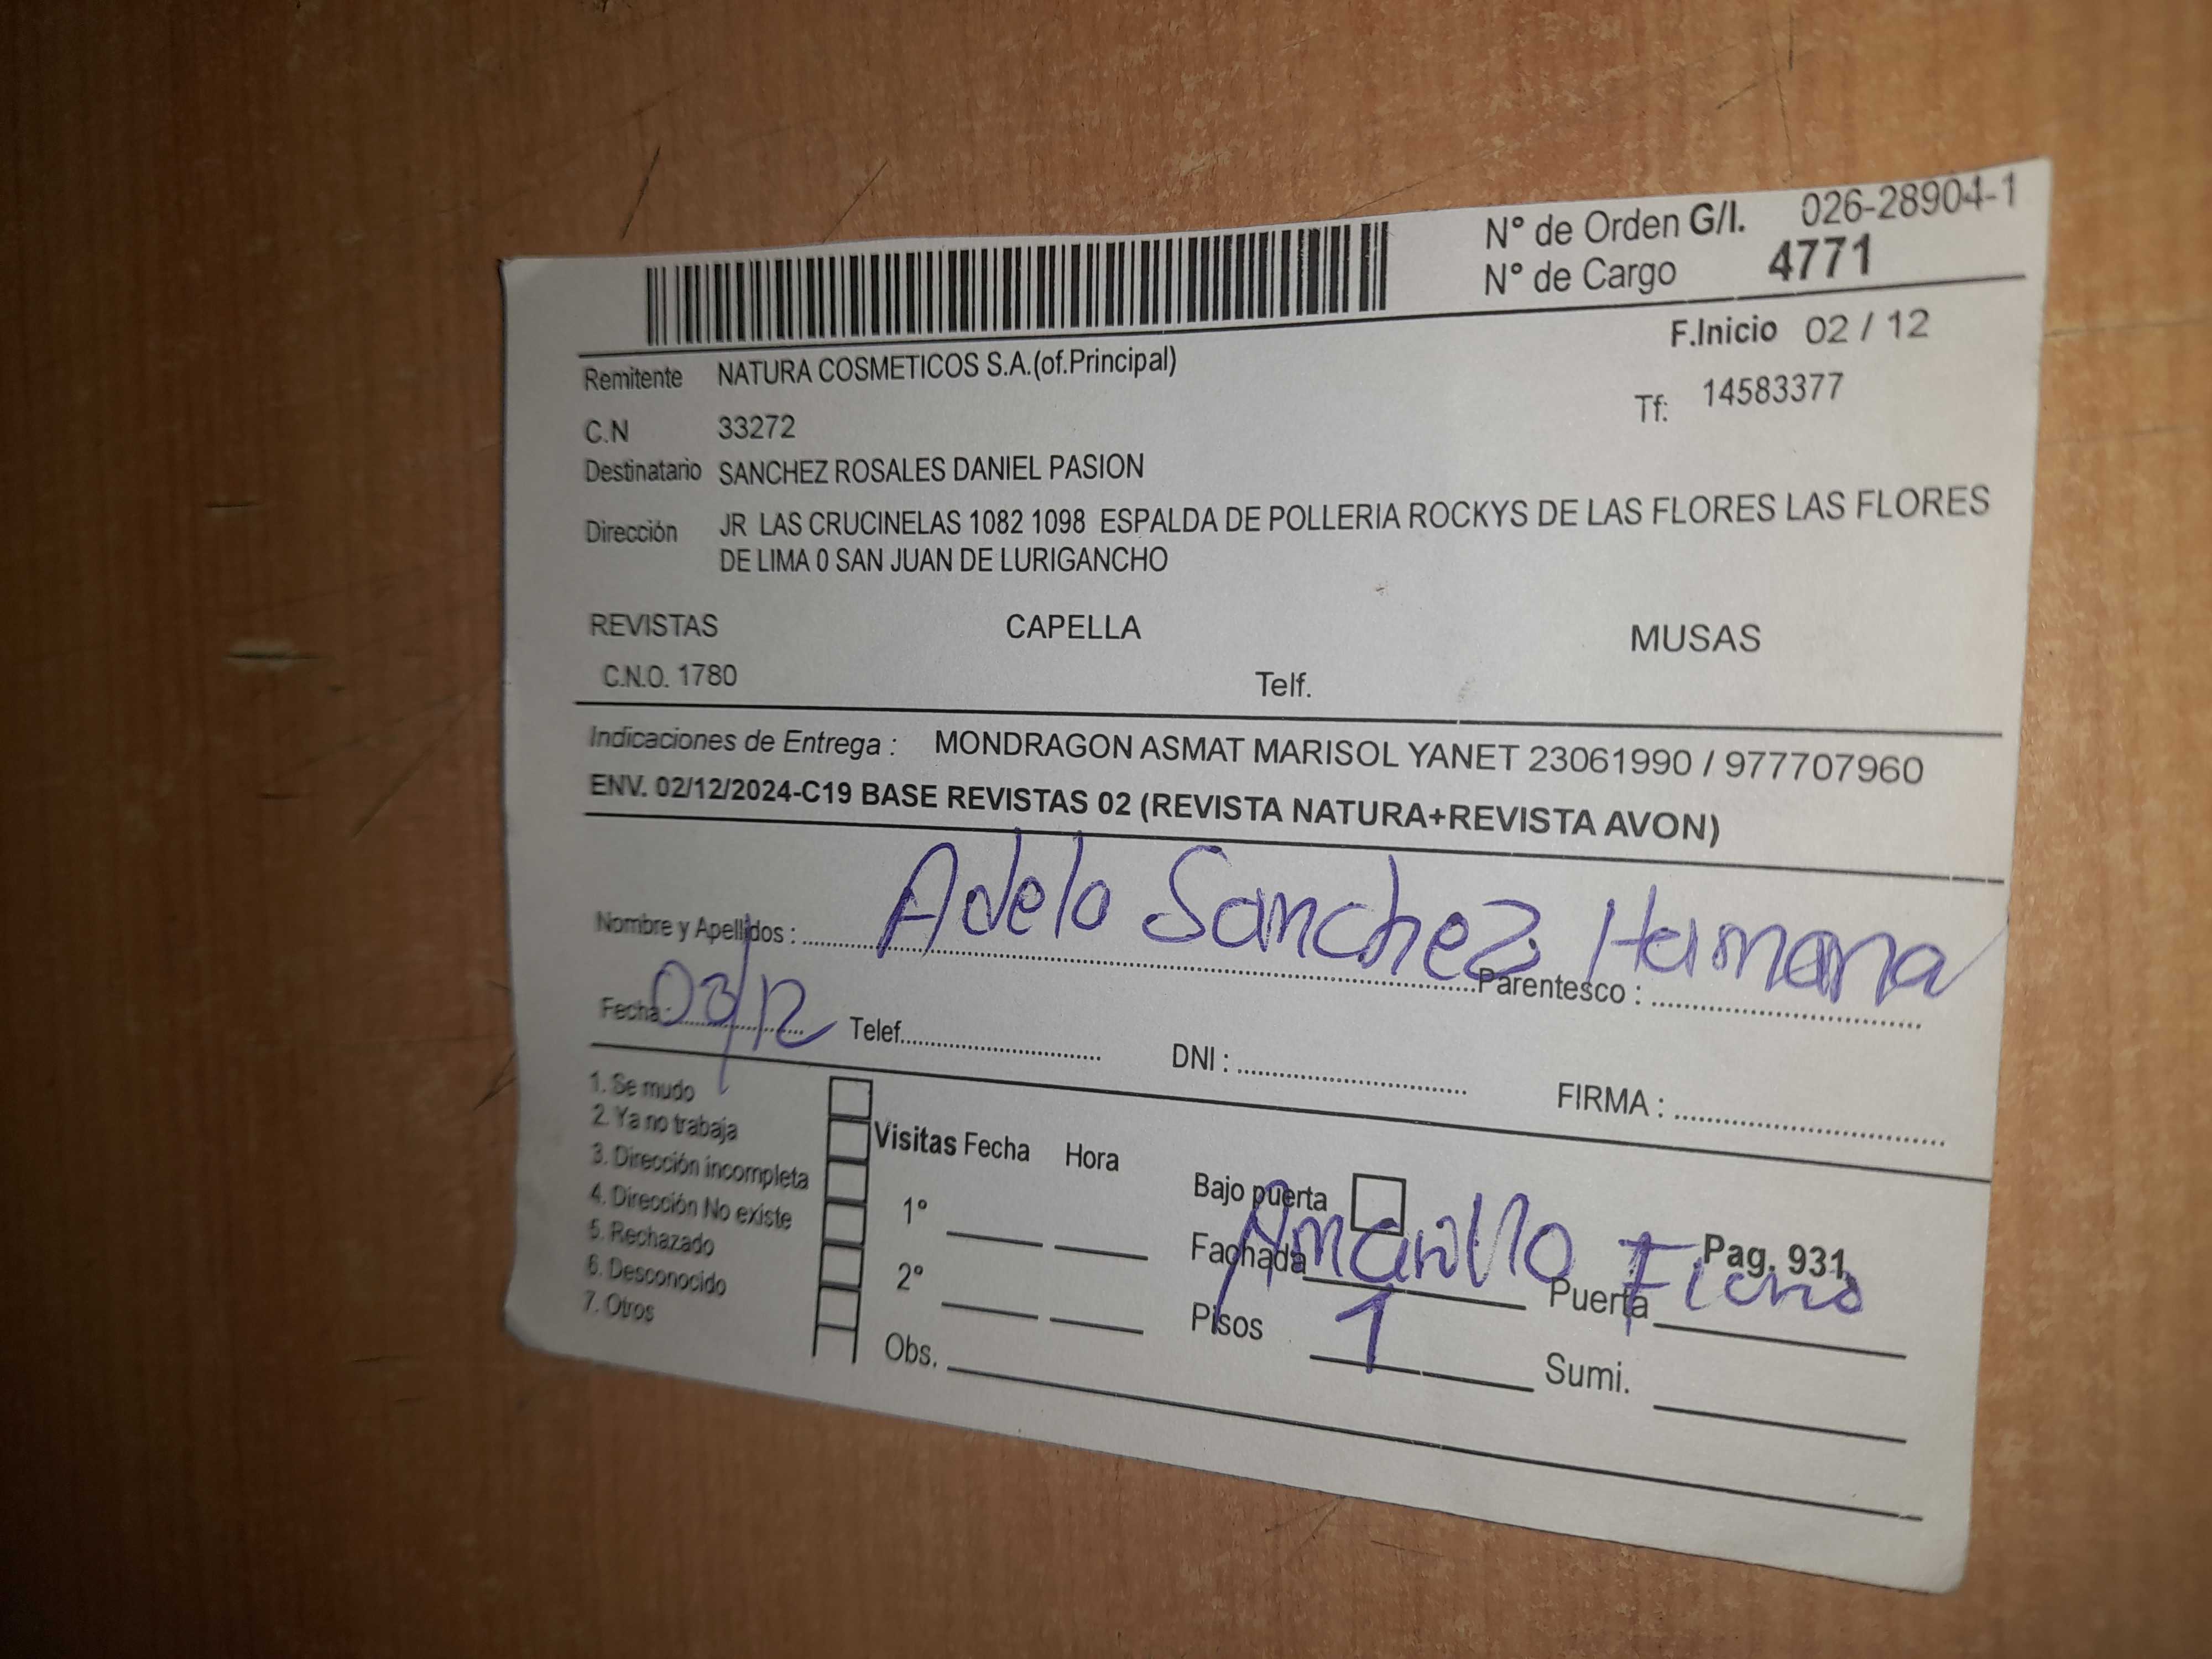 N° de Orden G/I. 026-28904-1
N° de Cargo 4771
F.Inicio 02 / 12
Remitente NATURA COSMETICOS S.A.(of.Principal)
Tf: 14583377
C.N 33272
Destinatario SANCHEZ ROSALES DANIEL PASION
Dirección JR LAS CRUCINELAS 1082 1098 ESPALDA DE POLLERIA ROCKYS DE LAS FLORES LAS FLORES
DE LIMA 0 SAN JUAN DE LURIGANCHO
REVISTAS CAPELLA MUSAS
C.N.O. 1780 Telf.
Indicaciones de Entrega : MONDRAGON ASMAT MARISOL YANET 23061990 / 977707960
ENV. 02/12/2024-C19 BASE REVISTAS 02 (REVISTA NATURA+REVISTA AVON)
Nombre y Apellidos : Adela Sanchez Parentesco : Hermana
Fecha : 03/12 Telef. DNI : FIRMA :
1. Se mudo
2. Ya no trabaja
3. Dirección incompleta
4. Dirección No existe
5. Rechazado
6. Desconocido
7. Otros
Visitas Fecha Hora
1°
2°
Obs.
Bajo puerta
Pag. 931
Fachada Amarillo Puerta
Pisos 1 Sumi.